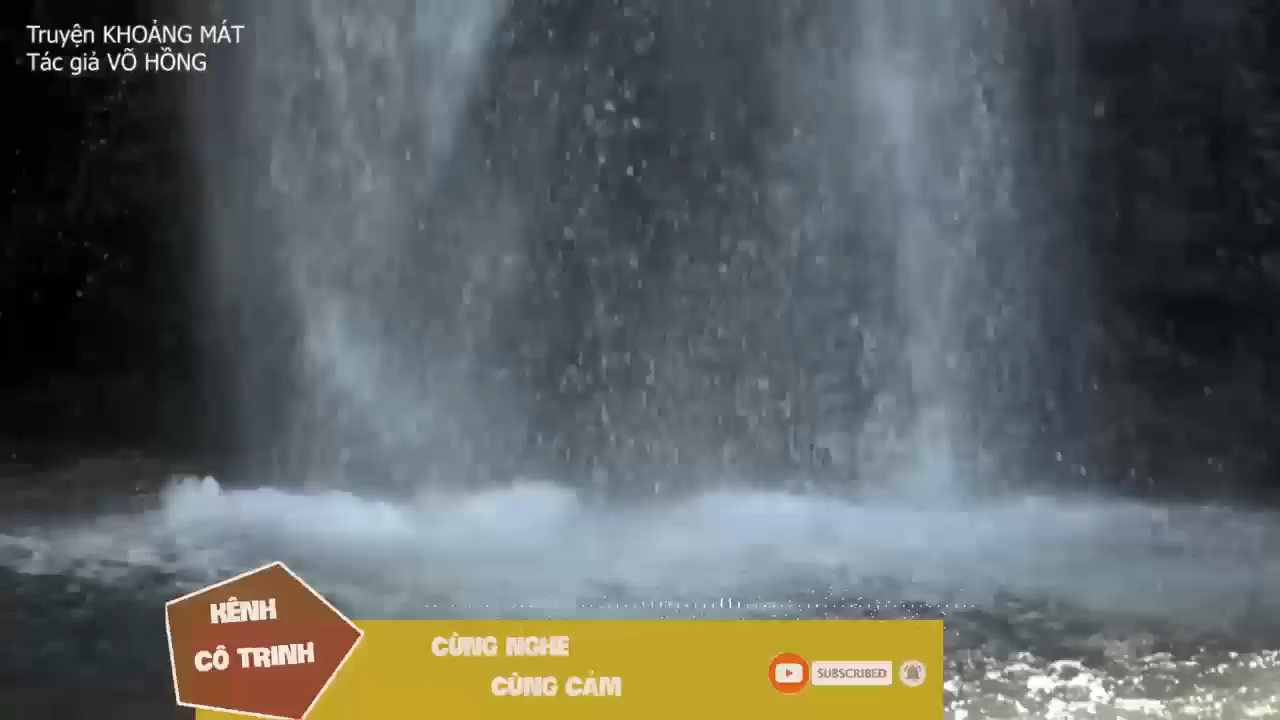 Truyện KHOẢNG MÁT
Tác giả VÕ HỒNG
KÊNH
CÔ TRINH
CÙNG NGHE
CÙNG CẢM
SUBSCRIBED